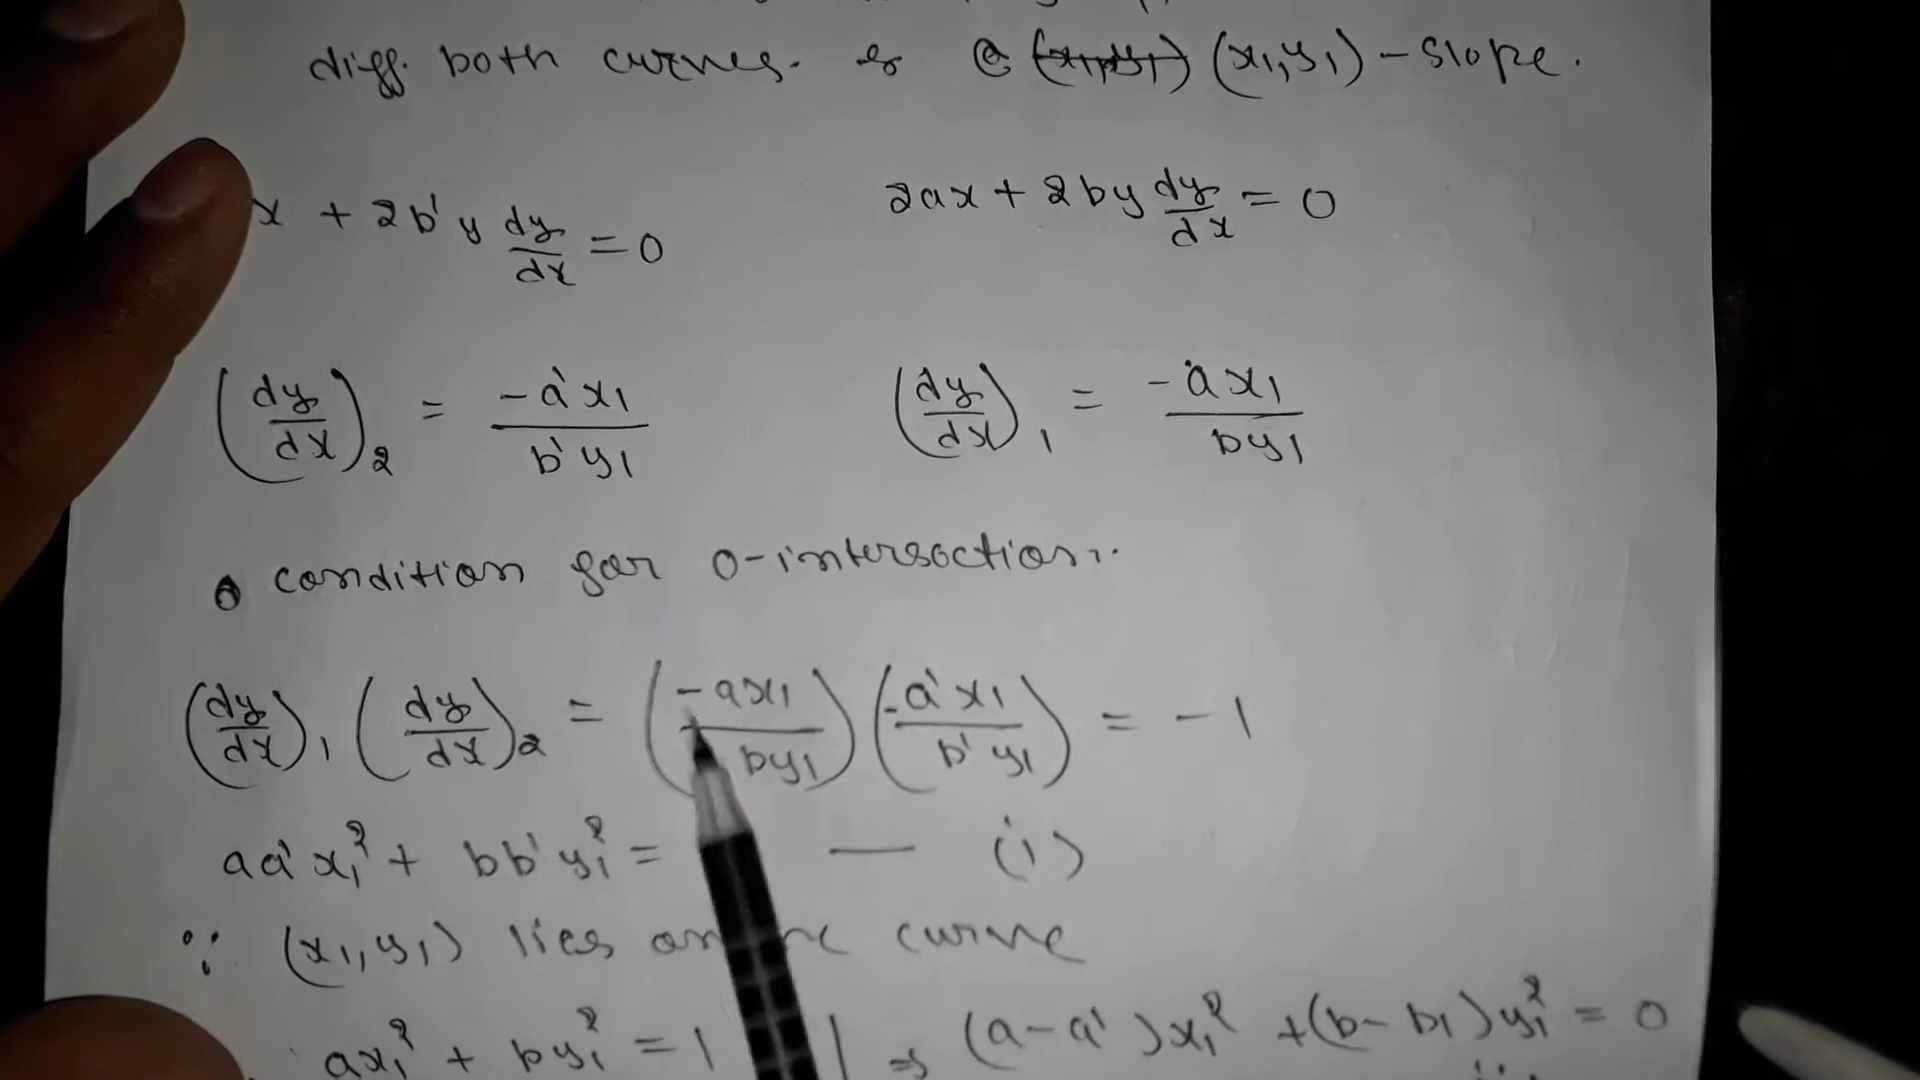 diff. both curves. & @ (x1,y1) (x1,y1) - slope.
x + 2b'y dy/dx = 0 2ax + 2by dy/dx = 0
(dy/dx)2 = -a'x1/b'y1 (dy/dx)1 = -ax1/by1
condition for o-intersection.
(dy/dx)1 (dy/dx)2 = (-ax1/by1) (-a'x1/b'y1) = -1
aa'x1² + bb'y1² = — (i)
∵ (x1,y1) lies on curve
ax1² + by1² = 1 | ⇒ (a-a')x1² + (b-b1)y1² = 0